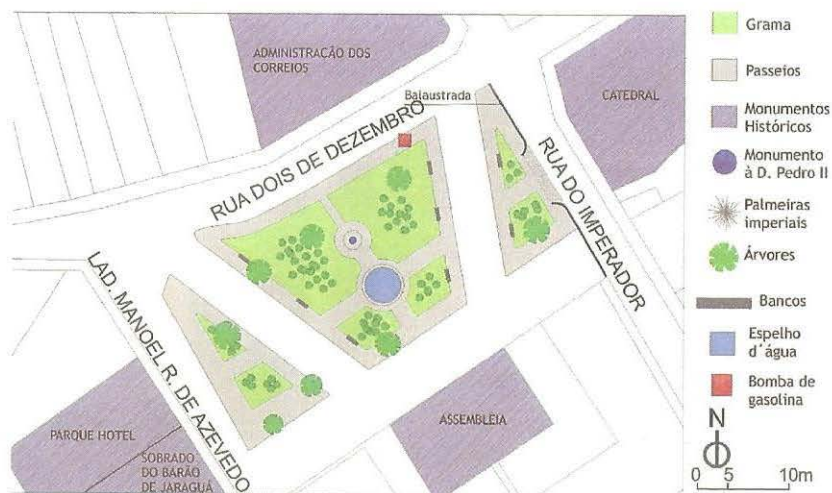 ADMINISTRAÇÃO DOS
CORREIOS
Balaustrada
CATEDRAL
RUA DOIS DE DEZEMBRO
RUA DO IMPERADOR
LAD. MANOEL R. DE AZEVEDO
PARQUE HOTEL
SOBRADO
DO BARÃO
DE JARAGUÁ
ASSEMBLEIA
Grama
Passeios
Monumentos
Históricos
Monumento
à D. Pedro II
Palmeiras
imperiais
Árvores
Bancos
Espelho
d´água
Bomba de
gasolina
N
0 5 10m